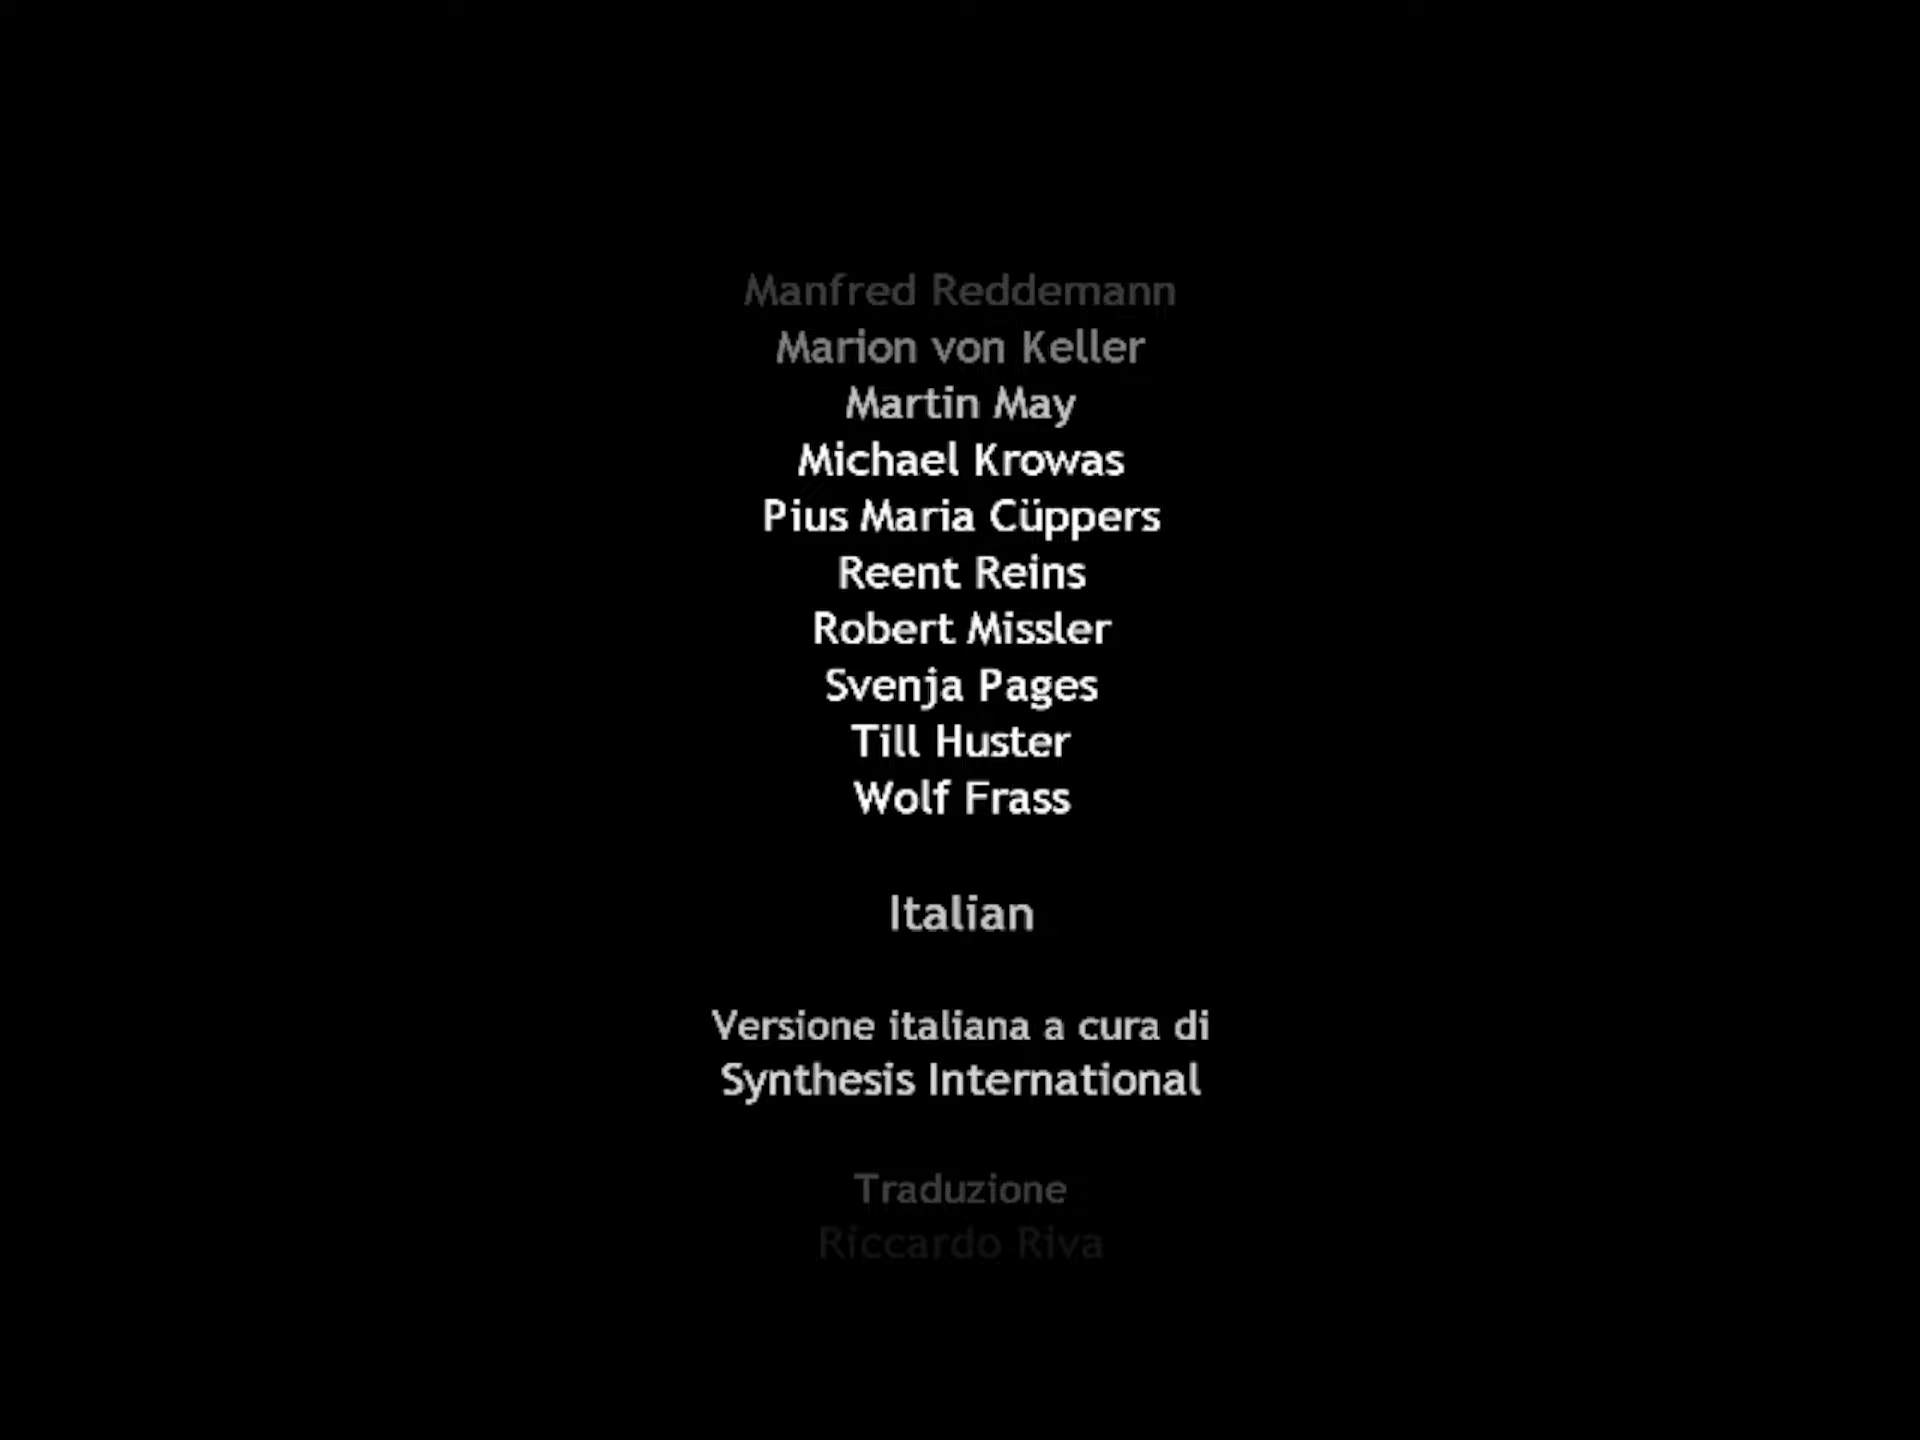 Manfred Reddemann
Marion von Keller
Martin May
Michael Krowas
Pius Maria Cüppers
Reent Reins
Robert Missler
Svenja Pages
Till Huster
Wolf Frass
Italian
Versione italiana a cura di
Synthesis International
Traduzione
Riccardo Riva